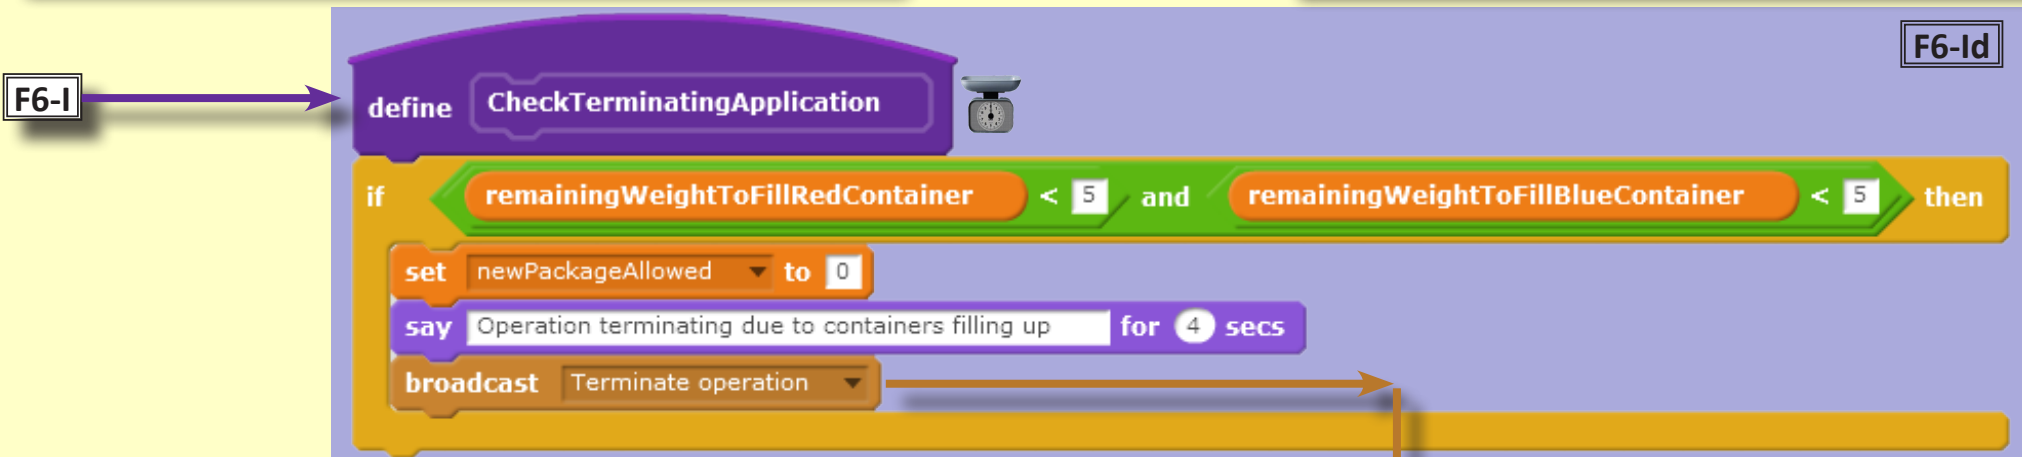 F6-Id
F6-I
define CheckTerminatingApplication
if remainingWeightToFillRedContainer < 5 and remainingWeightToFillBlueContainer < 5 then
set newPackageAllowed to 0
say Operation terminating due to containers filling up for 4 secs
broadcast Terminate operation